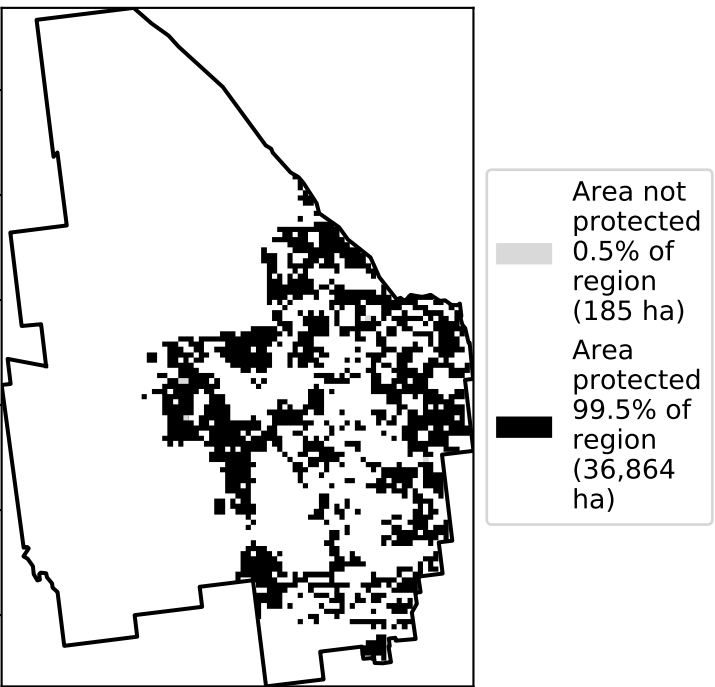 Area not
protected
0.5% of
region
(185 ha)
Area
protected
99.5% of
region
(36,864
ha)